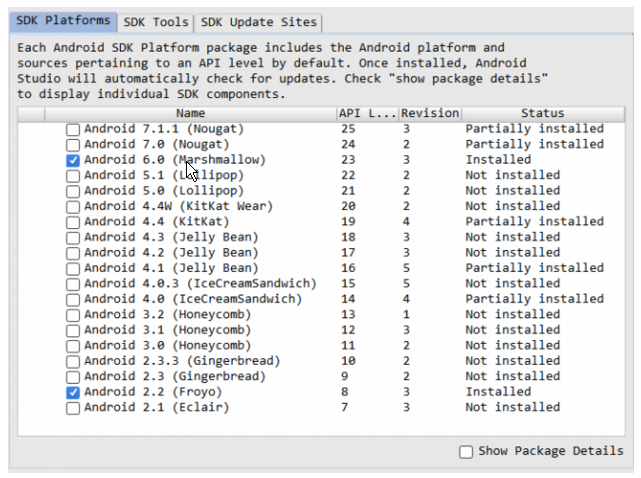 SDK Platforms SDK Tools SDK Update Sites
Each Android SDK Platform package includes the Android platform and
sources pertaining to an API level by default. Once installed, Android
Studio will automatically check for updates. Check "show package details"
to display individual SDK components.
Name API L... Revision Status
Android 7.1.1 (Nougat) 25 3 Partially installed
Android 7.0 (Nougat) 24 2 Partially installed
Android 6.0 (Marshmallow) 23 3 Installed
Android 5.1 (Lollipop) 22 2 Not installed
Android 5.0 (Lollipop) 21 2 Not installed
Android 4.4W (KitKat Wear) 20 2 Not installed
Android 4.4 (KitKat) 19 4 Partially installed
Android 4.3 (Jelly Bean) 18 3 Not installed
Android 4.2 (Jelly Bean) 17 3 Not installed
Android 4.1 (Jelly Bean) 16 5 Partially installed
Android 4.0.3 (IceCreamSandwich) 15 5 Not installed
Android 4.0 (IceCreamSandwich) 14 4 Partially installed
Android 3.2 (Honeycomb) 13 1 Not installed
Android 3.1 (Honeycomb) 12 3 Not installed
Android 3.0 (Honeycomb) 11 2 Not installed
Android 2.3.3 (Gingerbread) 10 2 Not installed
Android 2.3 (Gingerbread) 9 2 Not installed
Android 2.2 (Froyo) 8 3 Installed
Android 2.1 (Eclair) 7 3 Not installed
Show Package Details